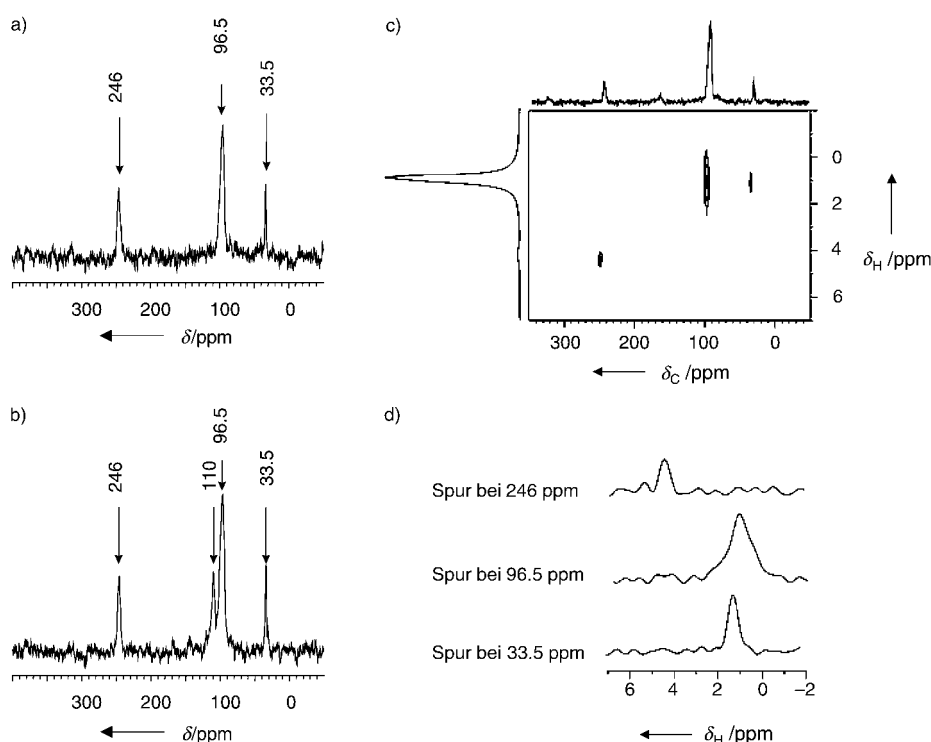 a)
246
96.5
33.5
300 200 100 0
δ/ppm
b)
246
110
96.5
33.5
300 200 100 0
δ/ppm
c)
0
2
4
6
δH /ppm
300 200 100 0
δC /ppm
d)
Spur bei 246 ppm
Spur bei 96.5 ppm
Spur bei 33.5 ppm
6 4 2 0 −2
δH /ppm